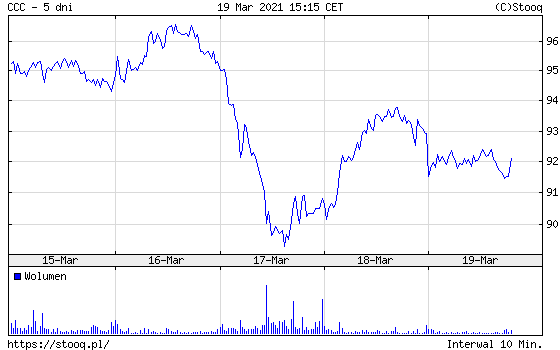 CCC - 5 dni 19 Mar 2021 15:15 CET (C)Stooq
96
95
94
93
92
91
90
15-Mar 16-Mar 17-Mar 18-Mar 19-Mar
Wolumen
https://stooq.pl/ Interwal 10 Min.